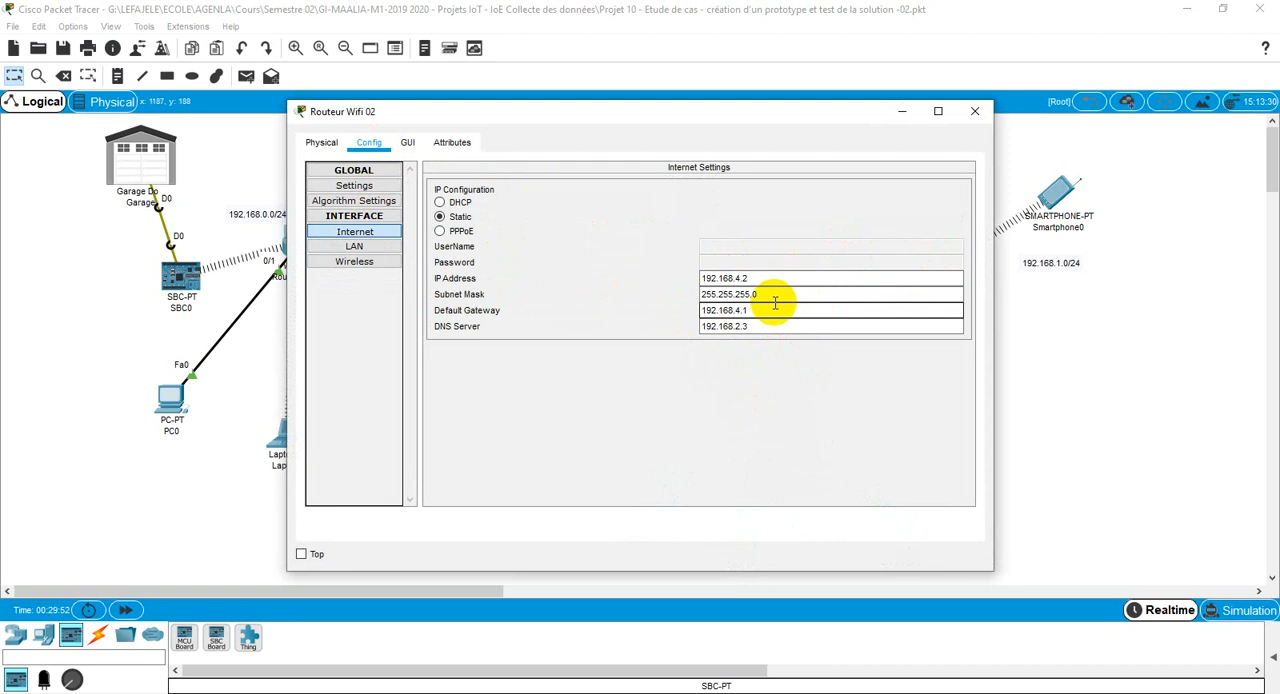 Cisco Packet Tracer - G:\LEFAJELE\ECOLE\AGENLA\Cours\Semestre 02\GI-MAALIA-M1-2019 2020 - Projets IoT - IoE Collecte des données\Projet 10 - Etude de cas - création d'un prototype et test de la solution -02.pkt
File Edit Options View Tools Extensions Help
Logical Physical x: 1187, y: 188 [Root] 15:13:30
Routeur Wifi 02
Physical Config GUI Attributes
GLOBAL
Settings
Algorithm Settings
INTERFACE
Internet
LAN
Wireless
Internet Settings
IP Configuration
DHCP
Static
PPPoE
UserName
Password
IP Address 192.168.4.2
Subnet Mask 255.255.255.0
Default Gateway 192.168.4.1
DNS Server 192.168.2.3
Top
Garage Do
Garage
D0
192.168.0.0/24
D0
0/1
Rou
SBC-PT
SBC0
Fa0
PC-PT
PC0
Lapt
Lap
SMARTPHONE-PT
Smartphone0
192.168.1.0/24
Time: 00:29:52 Realtime Simulation
MCU Board
SBC Board
Thing
SBC-PT